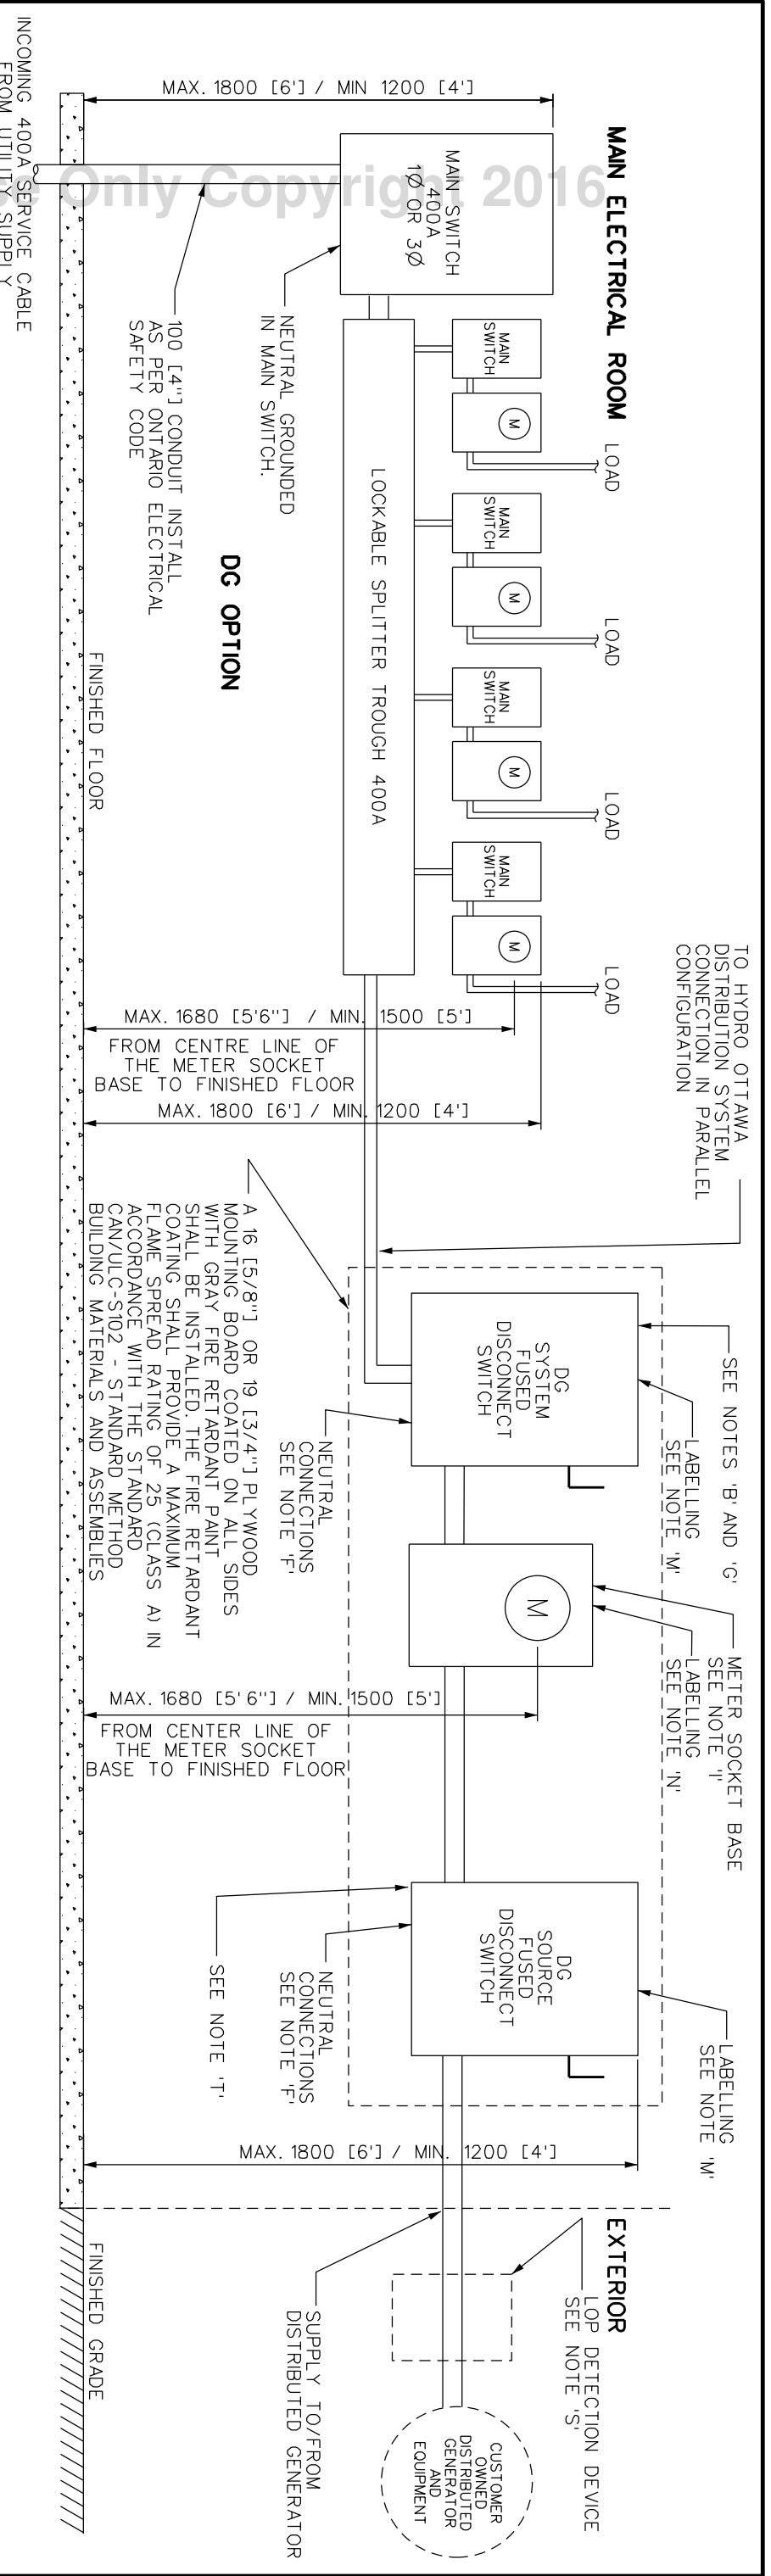 MAIN ELECTRICAL ROOM
MAX. 1800 [6'] / MIN 1200 [4']
MAIN SWITCH
400A
1Ø OR 3Ø
e Only Copyright 2016
INCOMING 400A SERVICE CABLE
FROM UTILITY SUPPLY
100 [4"] CONDUIT INSTALL
AS PER ONTARIO ELECTRICAL
SAFETY CODE
NEUTRAL GROUNDED
IN MAIN SWITCH.
MAIN
SWITCH
M
LOAD
MAIN
SWITCH
M
LOAD
MAIN
SWITCH
M
LOAD
MAIN
SWITCH
M
LOAD
LOCKABLE SPLITTER TROUGH 400A
DG OPTION
FINISHED FLOOR
MAX. 1680 [5'6"] / MIN. 1500 [5']
FROM CENTRE LINE OF
THE METER SOCKET
BASE TO FINISHED FLOOR
MAX. 1800 [6'] / MIN. 1200 [4']
TO HYDRO OTTAWA
DISTRIBUTION SYSTEM
CONNECTION IN PARALLEL
CONFIGURATION
A 16 [5/8"] OR 19 [3/4"] PLYWOOD
MOUNTING BOARD COATED ON ALL SIDES
WITH GRAY FIRE RETARDANT PAINT
SHALL BE INSTALLED. THE FIRE RETARDANT
COATING SHALL PROVIDE A MAXIMUM
FLAME SPREAD RATING OF 25 (CLASS A) IN
ACCORDANCE WITH THE STANDARD
CAN/ULC-S102 - STANDARD METHOD
BUILDING MATERIALS AND ASSEMBLIES
DG
SYSTEM
FUSED
DISCONNECT
SWITCH
SEE NOTES 'B' AND 'G'
LABELLING
SEE NOTE 'M'
NEUTRAL
CONNECTIONS
SEE NOTE 'F'
M
METER SOCKET BASE
SEE NOTE 'I'
LABELLING
SEE NOTE 'N'
MAX. 1680 [5' 6"] / MIN. 1500 [5']
FROM CENTER LINE OF
THE METER SOCKET
BASE TO FINISHED FLOOR
DG
SOURCE
FUSED
DISCONNECT
SWITCH
LABELLING
SEE NOTE 'M'
NEUTRAL
CONNECTIONS
SEE NOTE 'F'
SEE NOTE 'T'
MAX. 1800 [6'] / MIN. 1200 [4']
EXTERIOR
LOP DETECTION DEVICE
SEE NOTE 'S'
SUPPLY TO/FROM
DISTRIBUTED GENERATOR
CUSTOMER
OWNED
DISTRIBUTED
GENERATOR
AND
EQUIPMENT
FINISHED GRADE